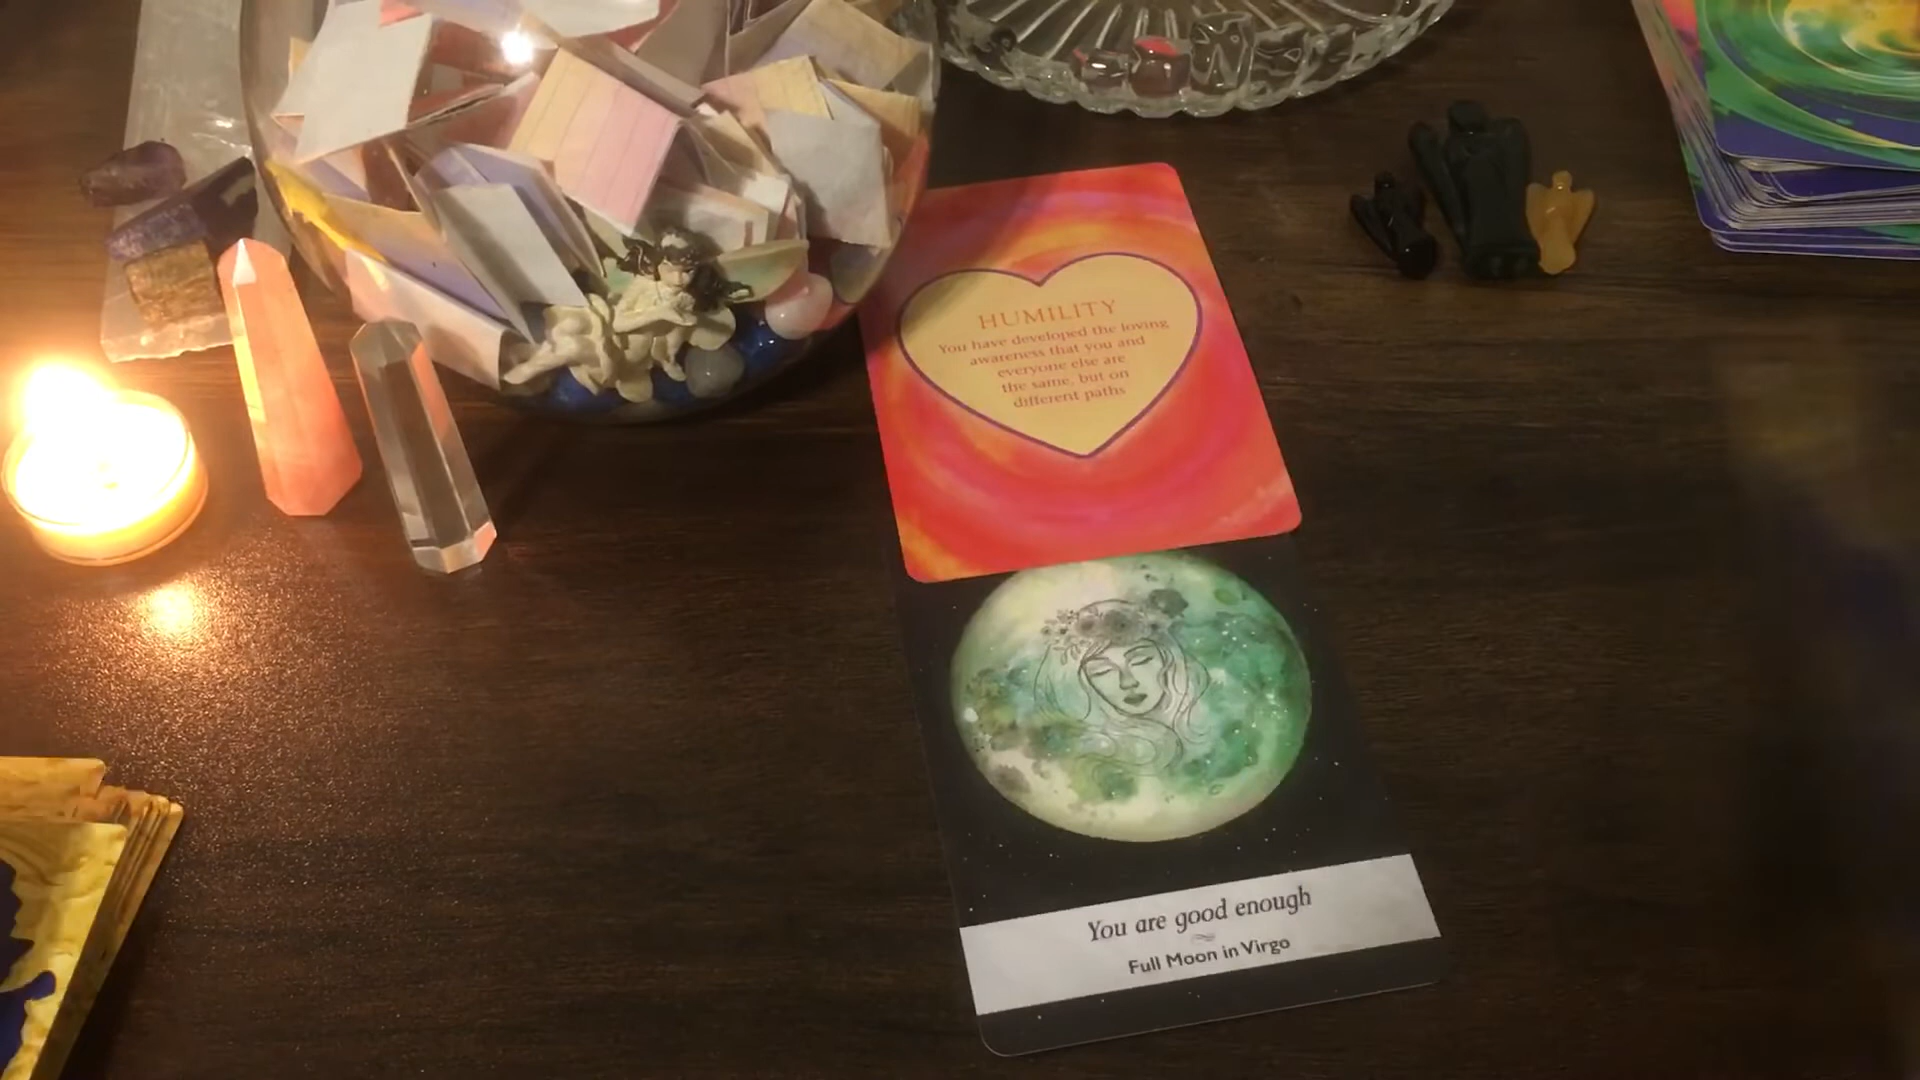 HUMILITY
You have developed the loving
awareness that you and
everyone else are
the same, but on
different paths
You are good enough
Full Moon in Virgo